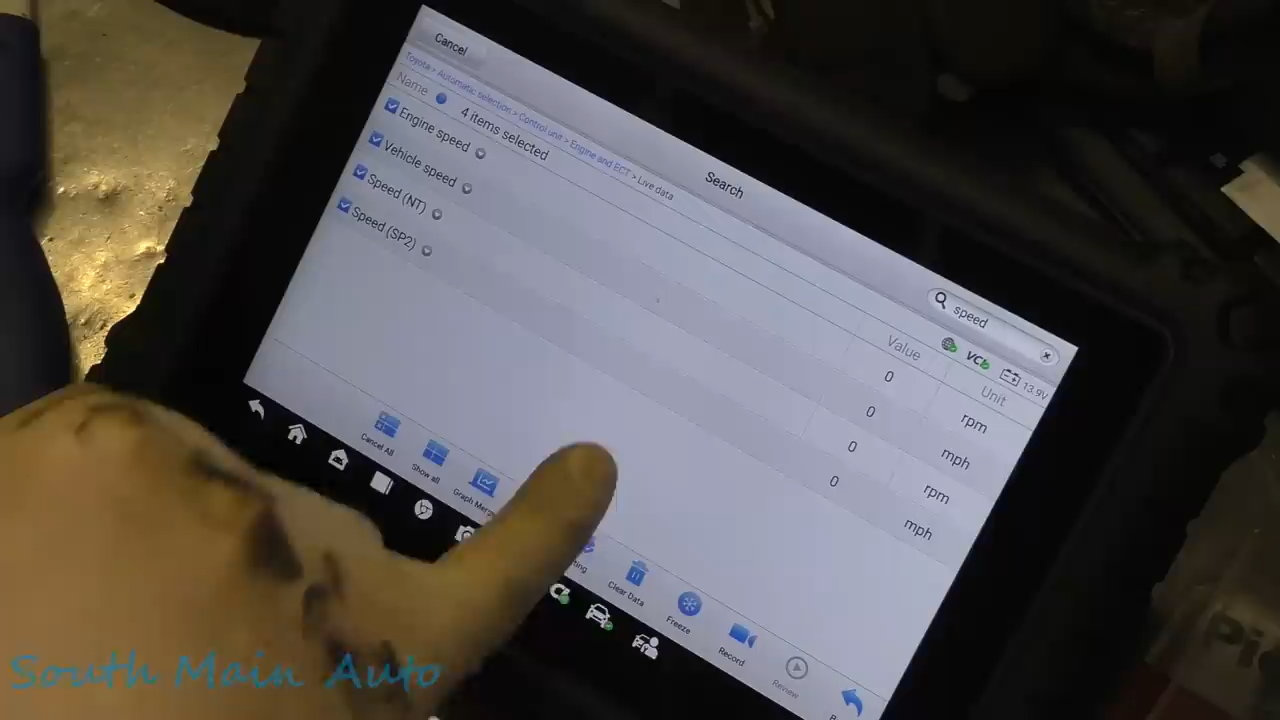 Cancel
Search
speed
Toyota > Automatic selection > Control unit > Engine and ECT > Live data
VCI
13.9V
Name
4 items selected
Value
Unit
Engine speed
0
rpm
Vehicle speed
0
mph
Speed (NT)
0
rpm
Speed (SP2)
0
mph
Cancel All
Show all
Clear Data
Freeze
Record
Review
South Main Auto